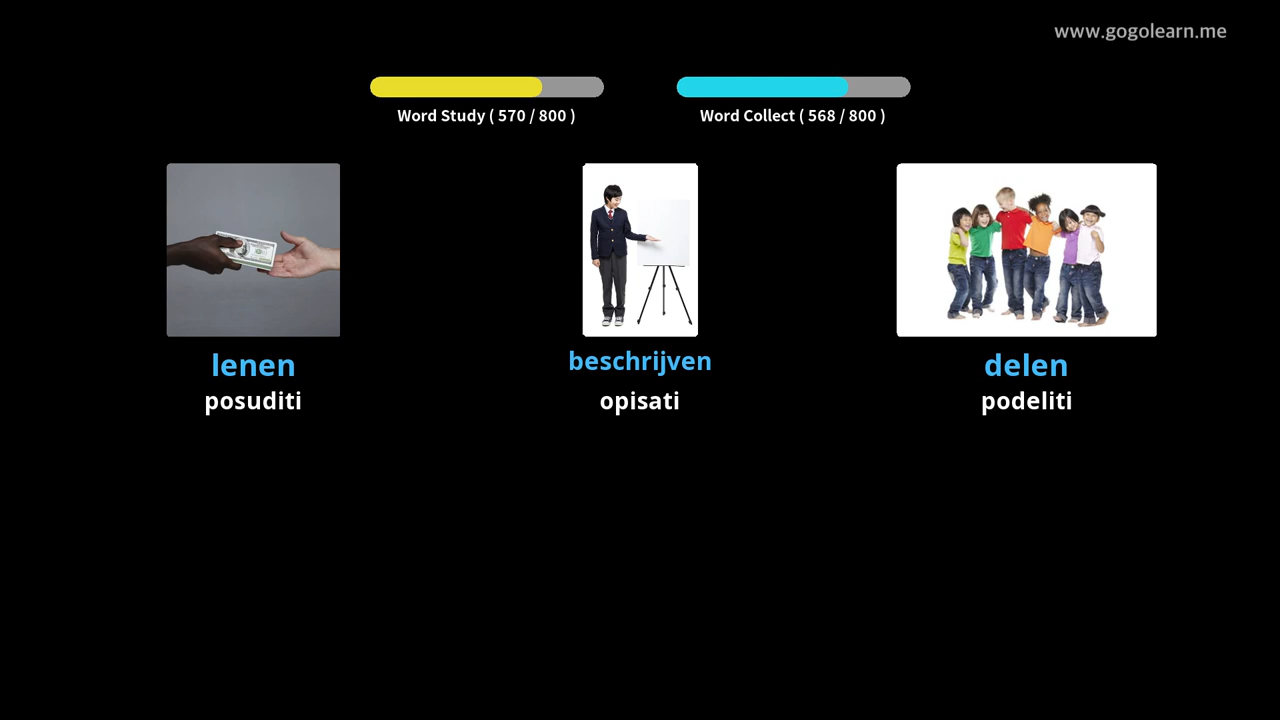 www.gogolearn.me
Word Study ( 570 / 800 )
Word Collect ( 568 / 800 )
lenen
posuditi
beschrijven
opisati
delen
podeliti